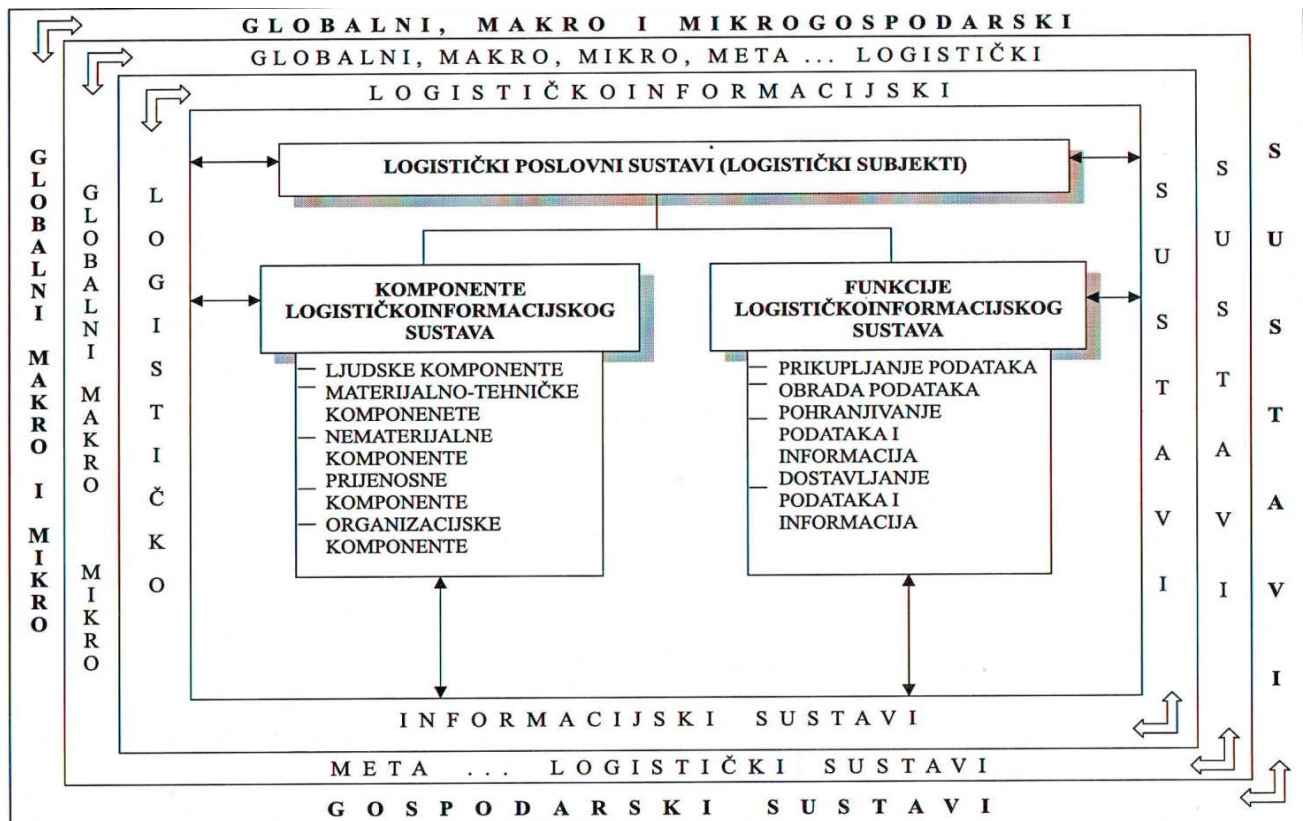 GLOBALNI, MAKRO I MIKROGOSPODARSKI
GLOBALNI, MAKRO, MIKRO, META ... LOGISTIČKI
LOGISTIČKOINFORMACIJSKI
GLOBALNI MAKRO I MIKRO
GLOBALNI MAKRO MIKRO
LOGISTIČKO
LOGISTIČKI POSLOVNI SUSTAVI (LOGISTIČKI SUBJEKTI)
KOMPONENTE
LOGISTIČKOINFORMACIJSKOG
SUSTAVA
— LJUDSKE KOMPONENTE
— MATERIJALNO-TEHNIČKE
KOMPONENETE
— NEMATERIJALNE
KOMPONENTE
— PRIJENOSNE
KOMPONENTE
— ORGANIZACIJSKE
KOMPONENTE
FUNKCIJE
LOGISTIČKOINFORMACIJSKOG
SUSTAVA
— PRIKUPLJANJE PODATAKA
— OBRADA PODATAKA
— POHRANJIVANJE
PODATAKA I
INFORMACIJA
— DOSTAVLJANJE
PODATAKA I
INFORMACIJA
SUSTAVI
SUSTAVI
SUSTAVI
INFORMACIJSKI SUSTAVI
META ... LOGISTIČKI SUSTAVI
GOSPODARSKI SUSTAVI